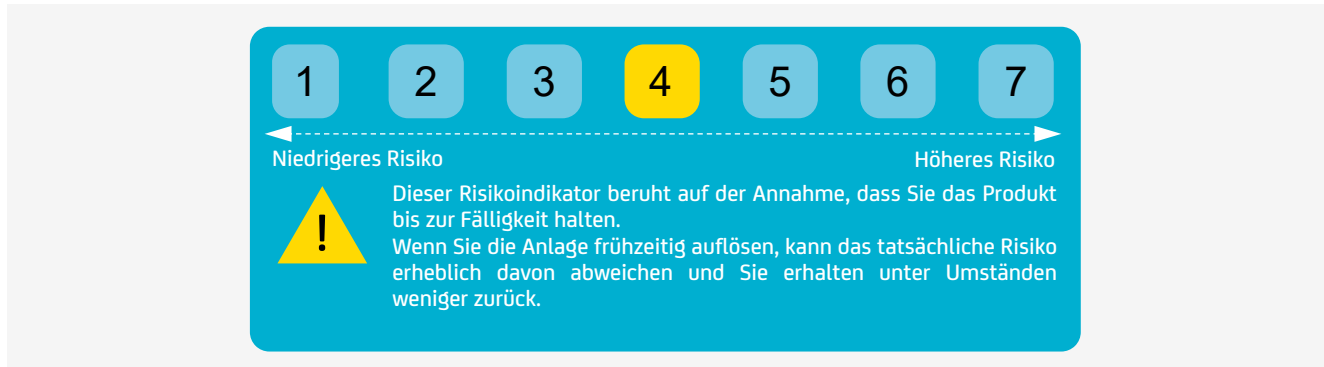 1 2 3 4 5 6 7
Niedrigeres Risiko Höheres Risiko
! Dieser Risikoindikator beruht auf der Annahme, dass Sie das Produkt
bis zur Fälligkeit halten.
Wenn Sie die Anlage frühzeitig auflösen, kann das tatsächliche Risiko
erheblich davon abweichen und Sie erhalten unter Umständen
weniger zurück.